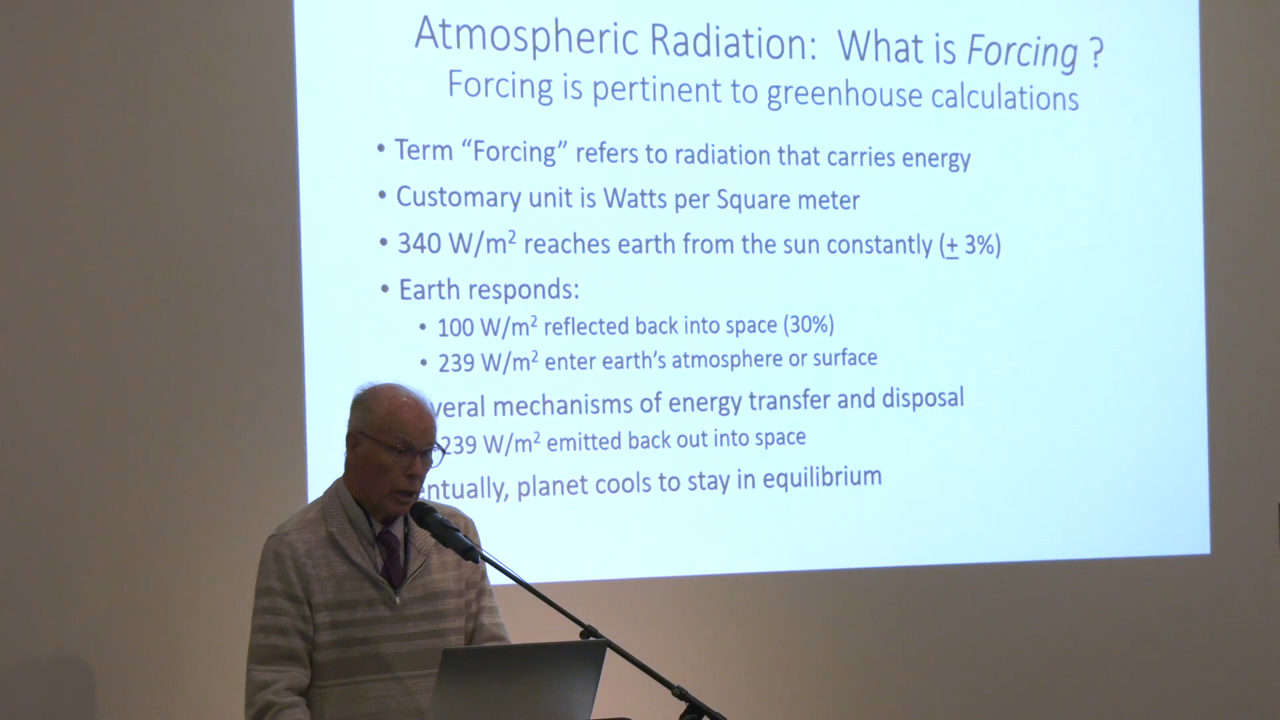 Atmospheric Radiation: What is Forcing ?
Forcing is pertinent to greenhouse calculations
• Term “Forcing” refers to radiation that carries energy
• Customary unit is Watts per Square meter
• 340 W/m² reaches earth from the sun constantly (± 3%)
• Earth responds:
• 100 W/m² reflected back into space (30%)
• 239 W/m² enter earth’s atmosphere or surface
mechanisms of energy transfer and disposal
239 W/m² emitted back out into space
planet cools to stay in equilibrium